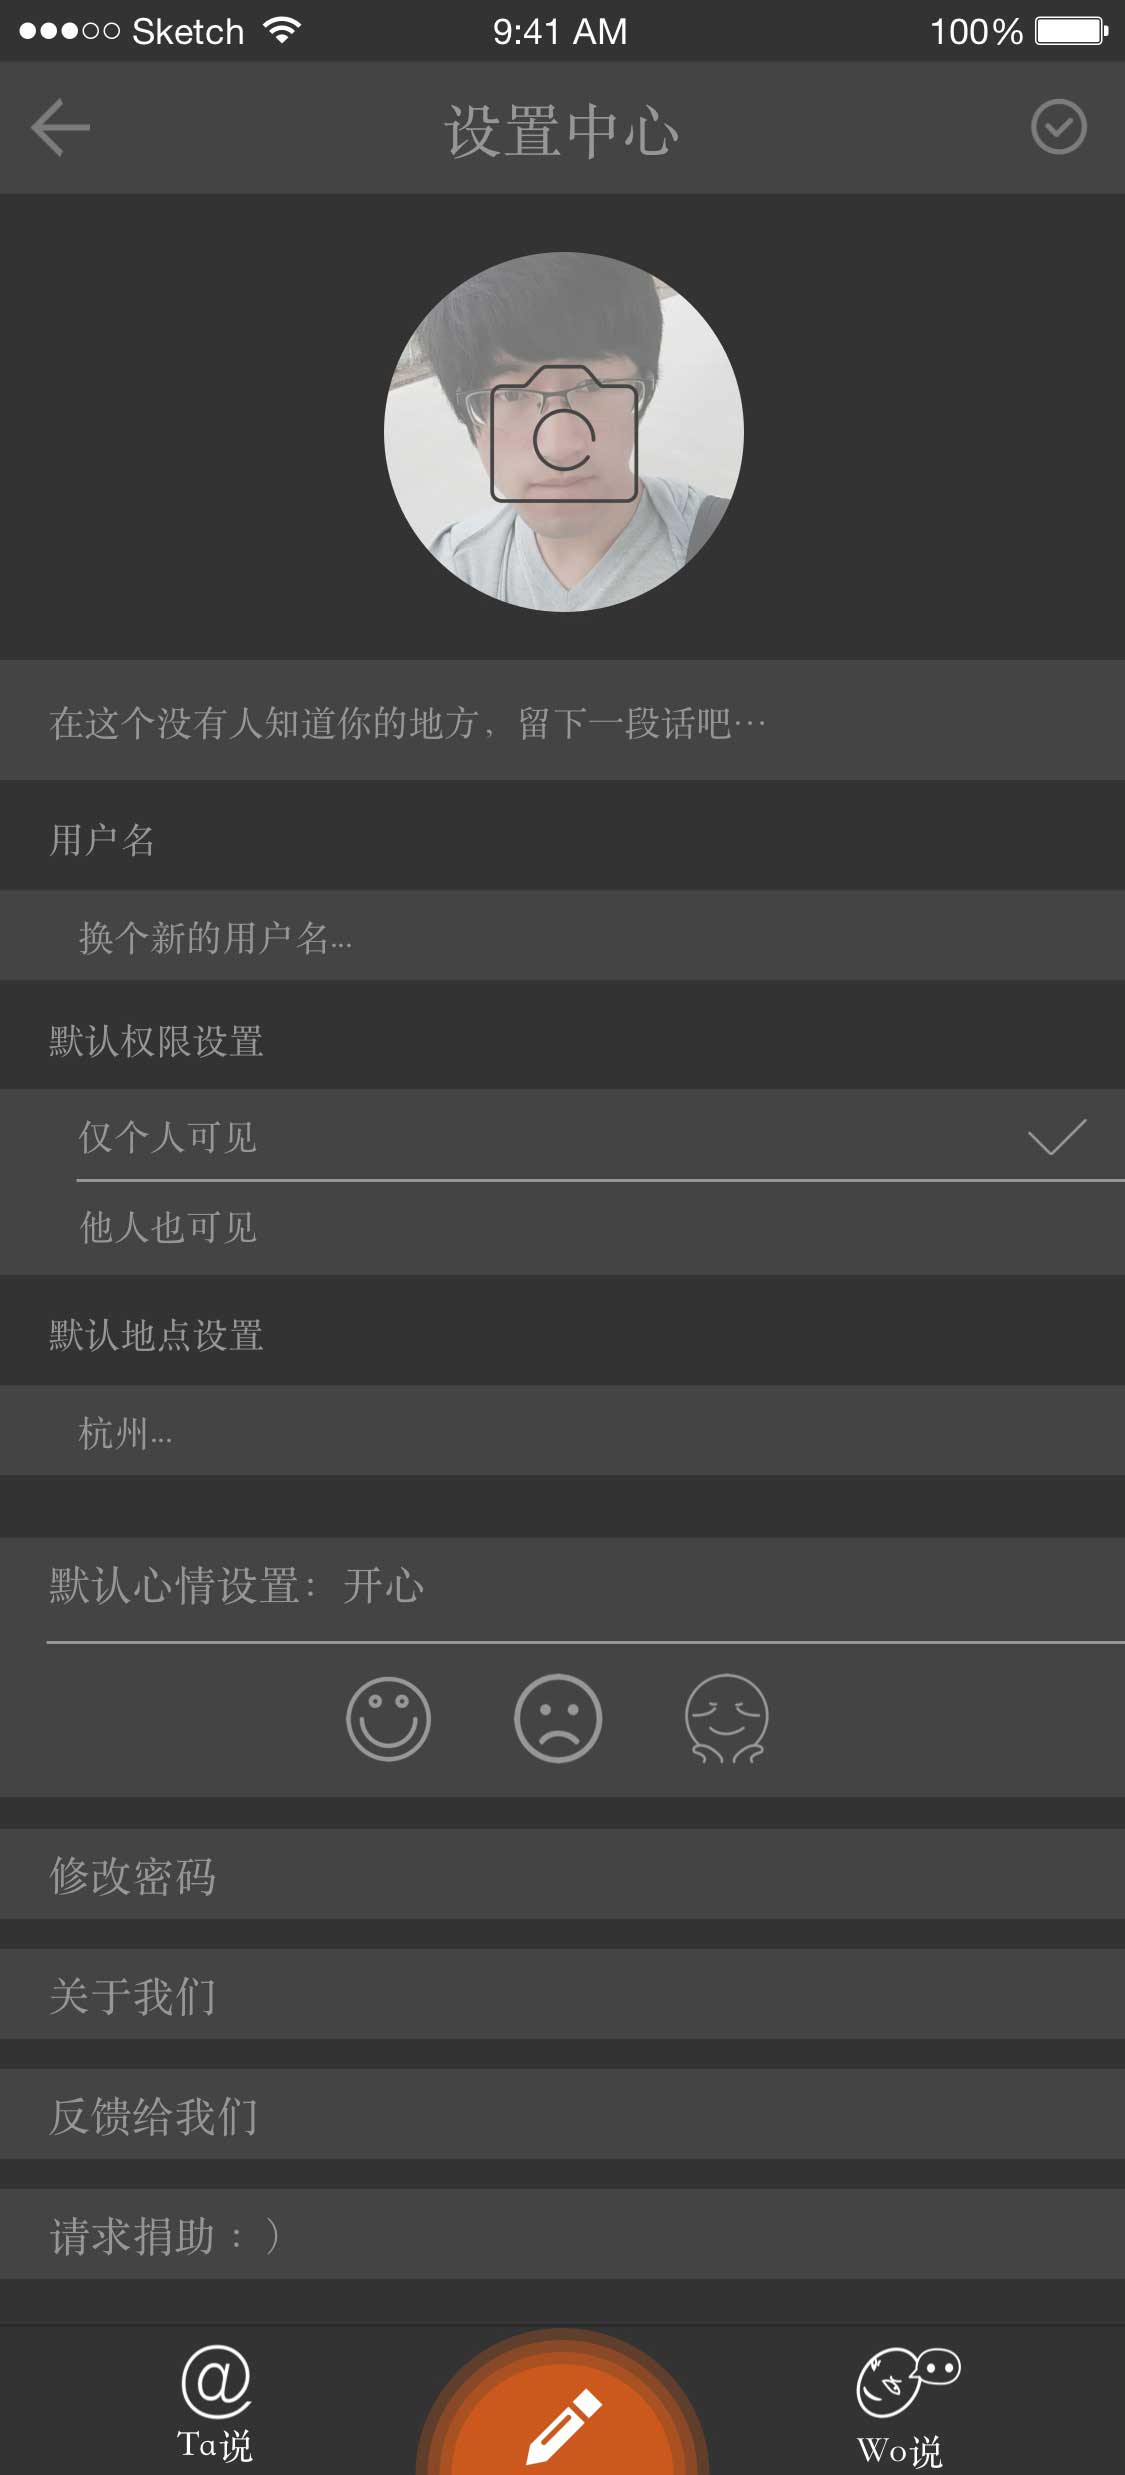 Sketch 9:41 AM 100%
设置中心
在这个没有人知道你的地方，留下一段话吧…
用户名
换个新的用户名...
默认权限设置
仅个人可见
他人也可见
默认地点设置
杭州...
默认心情设置：开心
修改密码
关于我们
反馈给我们
请求捐助：）
@
Ta说
Wo说